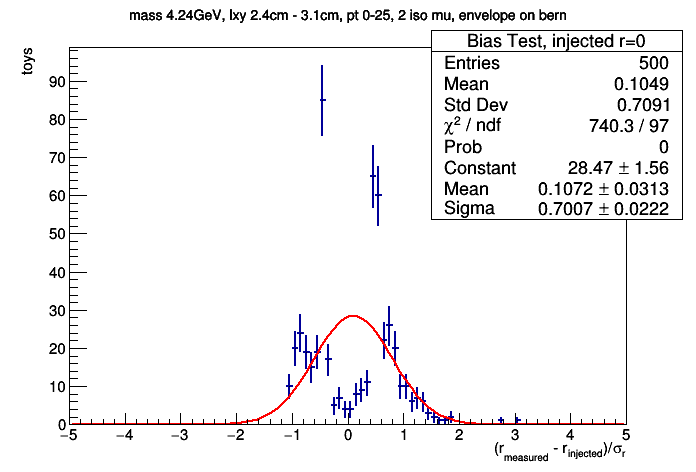 mass 4.24GeV, lxy 2.4cm - 3.1cm, pt 0-25, 2 iso mu, envelope on bern
Bias Test, injected r=0
Entries 500
Mean 0.1049
Std Dev 0.7091
χ² / ndf 740.3 / 97
Prob 0
Constant 28.47 ± 1.56
Mean 0.1072 ± 0.0313
Sigma 0.7007 ± 0.0222
toys
90
80
70
60
50
40
30
20
10
0
−5 −4 −3 −2 −1 0 1 2 3 4 5
(r_measured - r_injected)/σ_r